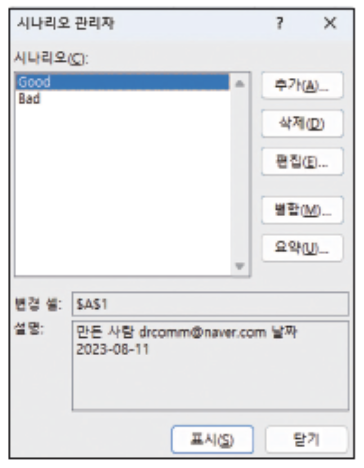 시나리오 관리자 ? ×
시나리오(C):
Good
Bad
추가(A)...
삭제(D)
편집(E)...
병합(M)...
요약(U)...
변경 셀: $A$1
설명: 만든 사람 drcomm@naver.com 날짜
2023-08-11
표시(S) 닫기